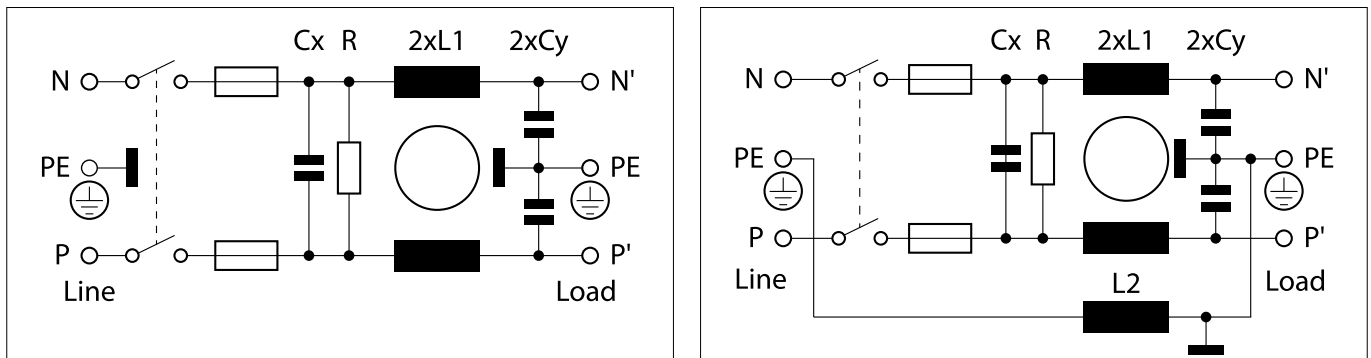 Cx R 2xL1 2xCy
N N'
PE PE
P P'
Line Load
Cx R 2xL1 2xCy
N N'
PE PE
P P'
Line L2 Load